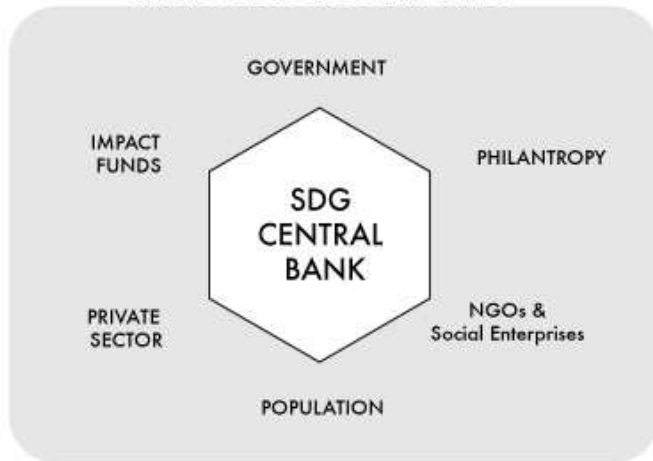 GOVERNMENT
IMPACT
FUNDS
PHILANTROPY
SDG
CENTRAL
BANK
PRIVATE
SECTOR
NGOs &
Social Enterprises
POPULATION